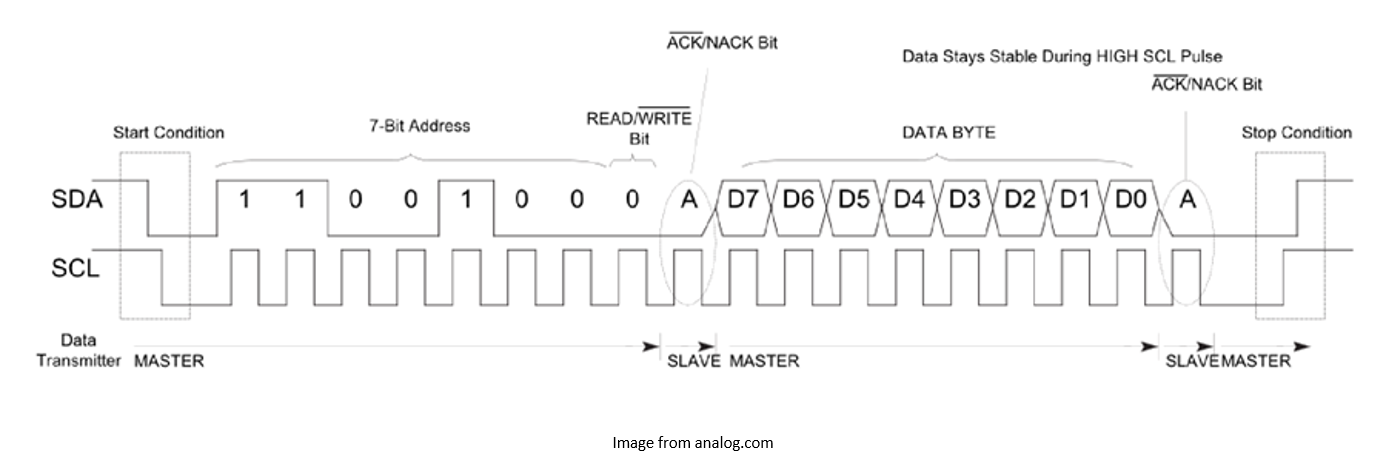 ACK/NACK Bit
Data Stays Stable During HIGH SCL Pulse
ACK/NACK Bit
Start Condition
7-Bit Address
READ/WRITE
Bit
DATA BYTE
Stop Condition
SDA 1 1 0 0 1 0 0 0 A D7 D6 D5 D4 D3 D2 D1 D0 A
SCL
Data
Transmitter MASTER SLAVE MASTER SLAVE MASTER
Image from analog.com